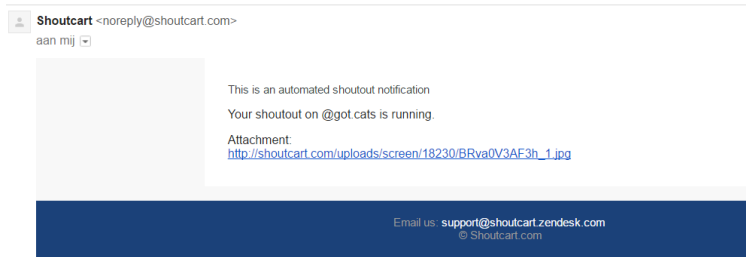 Shoutcart <noreply@shoutcart.com>
aan mij
This is an automated shoutout notification
Your shoutout on @got.cats is running.
Attachment:
http://shoutcart.com/uploads/screen/18230/BRva0V3AF3h_1.jpg
Email us: support@shoutcart.zendesk.com
© Shoutcart.com